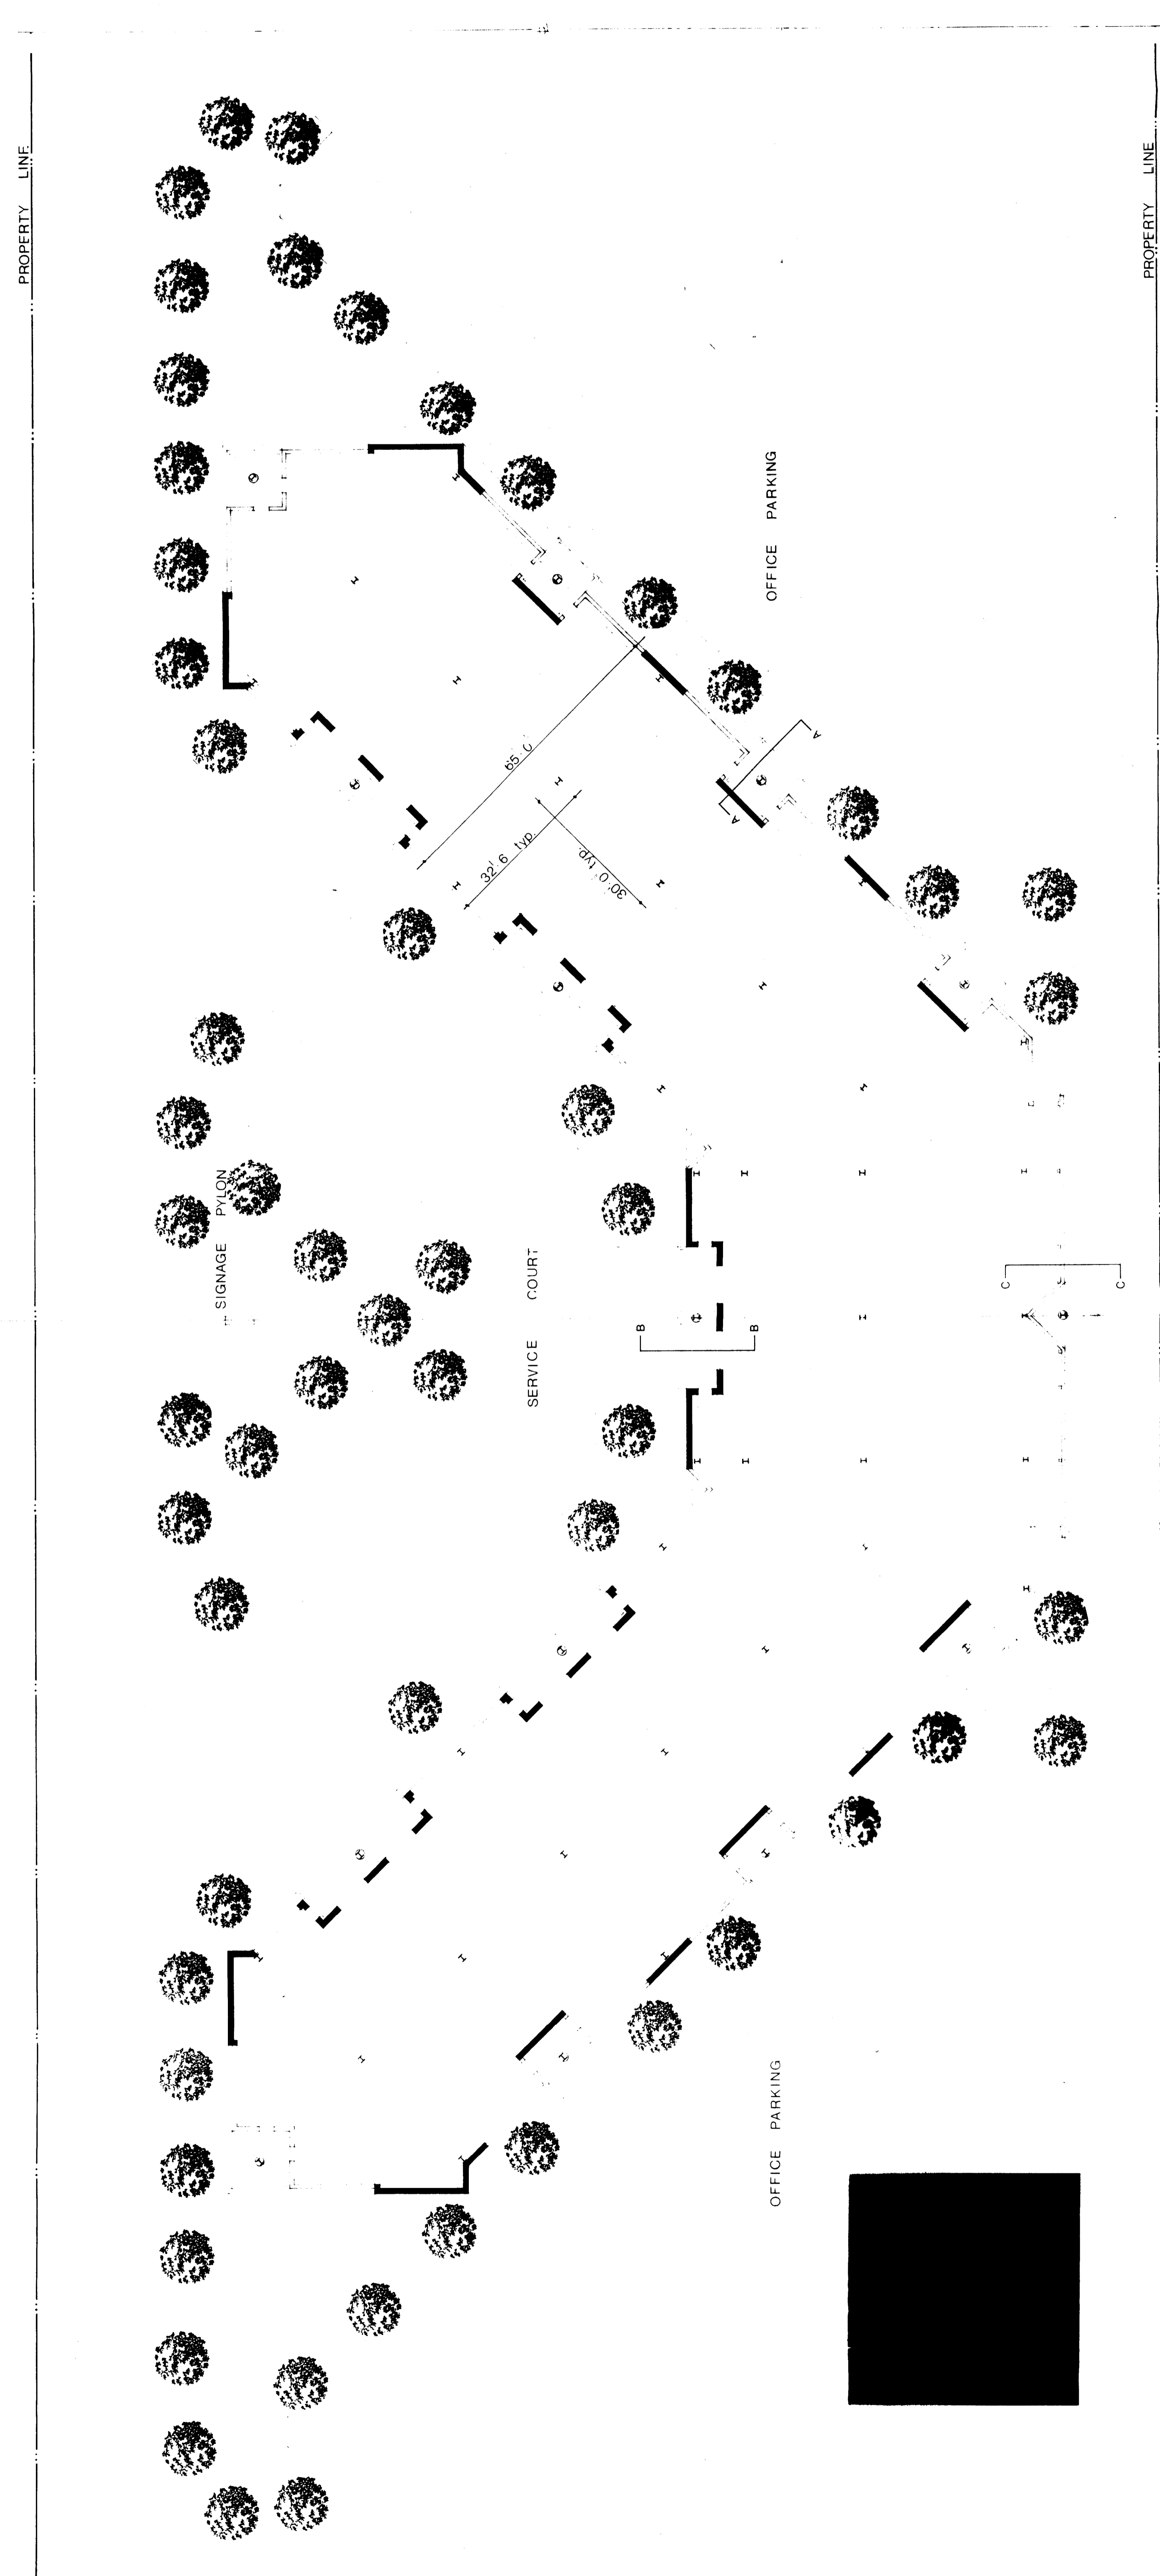 PROPERTY LINE
PROPERTY LINE
OFFICE PARKING
65'·0"
A
A
32'·6 typ.
30'·0" typ.
SIGNAGE PYLON
SERVICE COURT
B
B
C
C
OFFICE PARKING